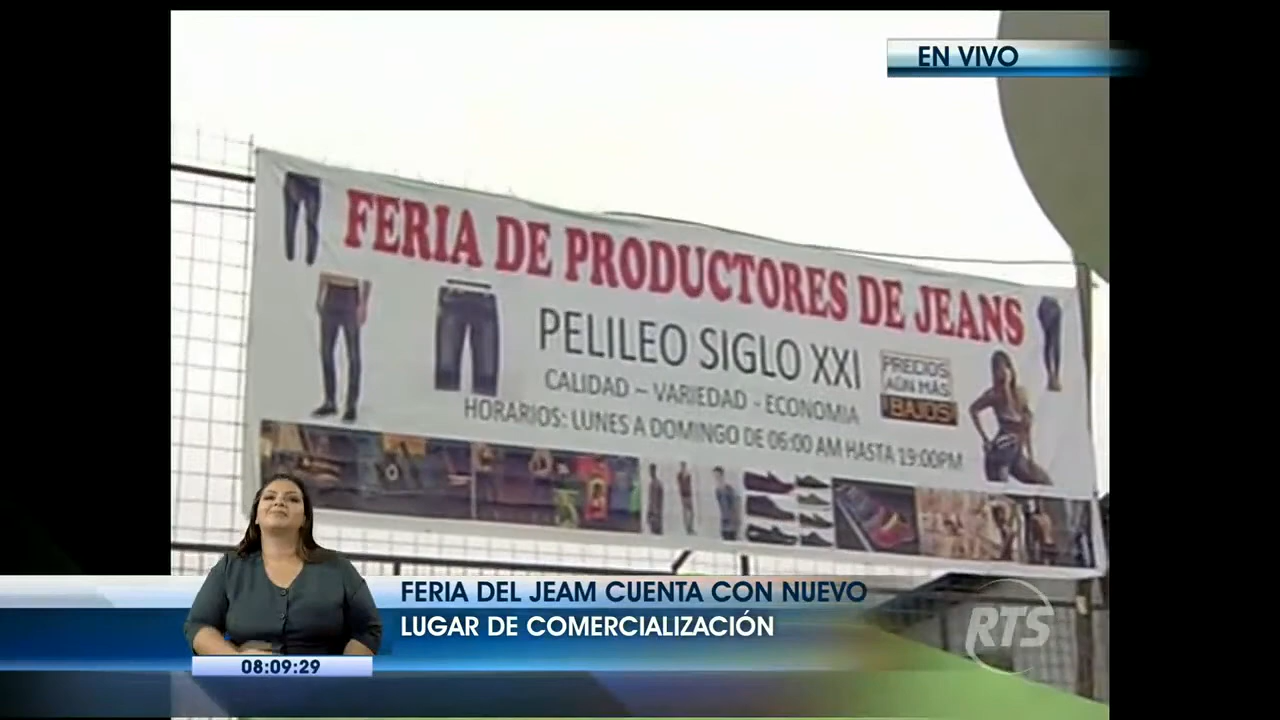 EN VIVO
FERIA DE PRODUCTORES DE JEANS
PELILEO SIGLO XXI
CALIDAD – VARIEDAD - ECONOMIA
HORARIOS: LUNES A DOMINGO DE 06:00 AM HASTA 19:00PM
PRECIOS
AÚN MÁS
¡BAJOS!
FERIA DEL JEAM CUENTA CON NUEVO
LUGAR DE COMERCIALIZACIÓN
RTS
08:09:29